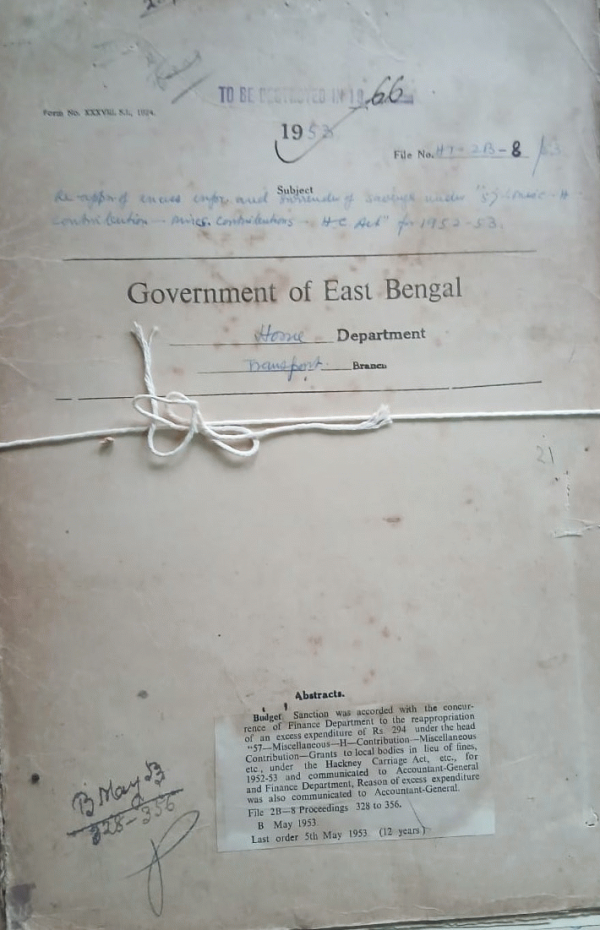 TO BE DESTROYED IN 1966
Form No. XXXVIII. S.I., 1924.
1953
File No. HT-2B-8/53
Subject
Re-appn of excess expr. and surrender of savings under "57-Misc-H
Contribution - Misc. Contributions - H-C Act" for 1952-53.
Government of East Bengal
Home Department
Transport Branch
21
Abstracts.
Budget. Sanction was accorded with the concur-
rence of Finance Department to the reappropriation
of an excess expenditure of Rs 294 under the head
"57—Miscellaneous—H—Contribution—Miscellaneous
Contribution—Grants to local bodies in lieu of fines,
etc., under the Hackney Carriage Act, etc., for
1952-53 and communicated to Accountant-General
and Finance Department, Reason of excess expenditure
was also communicated to Accountant-General.
File 2B—8 Proceedings 328 to 356.
B May 1953
Last order 5th May 1953 (12 years)
B May 53
328-356